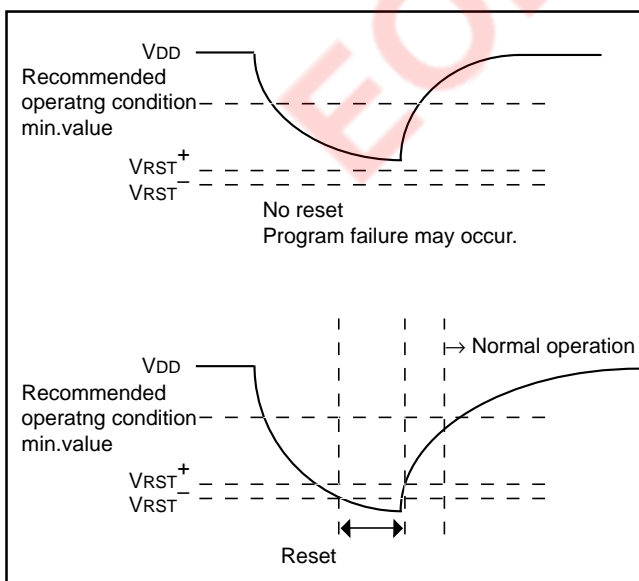 VDD
Recommended
operatng condition
min.value
VRST+
VRST−
No reset
Program failure may occur.
→ Normal operation
VDD
Recommended
operatng condition
min.value
VRST+
VRST−
Reset